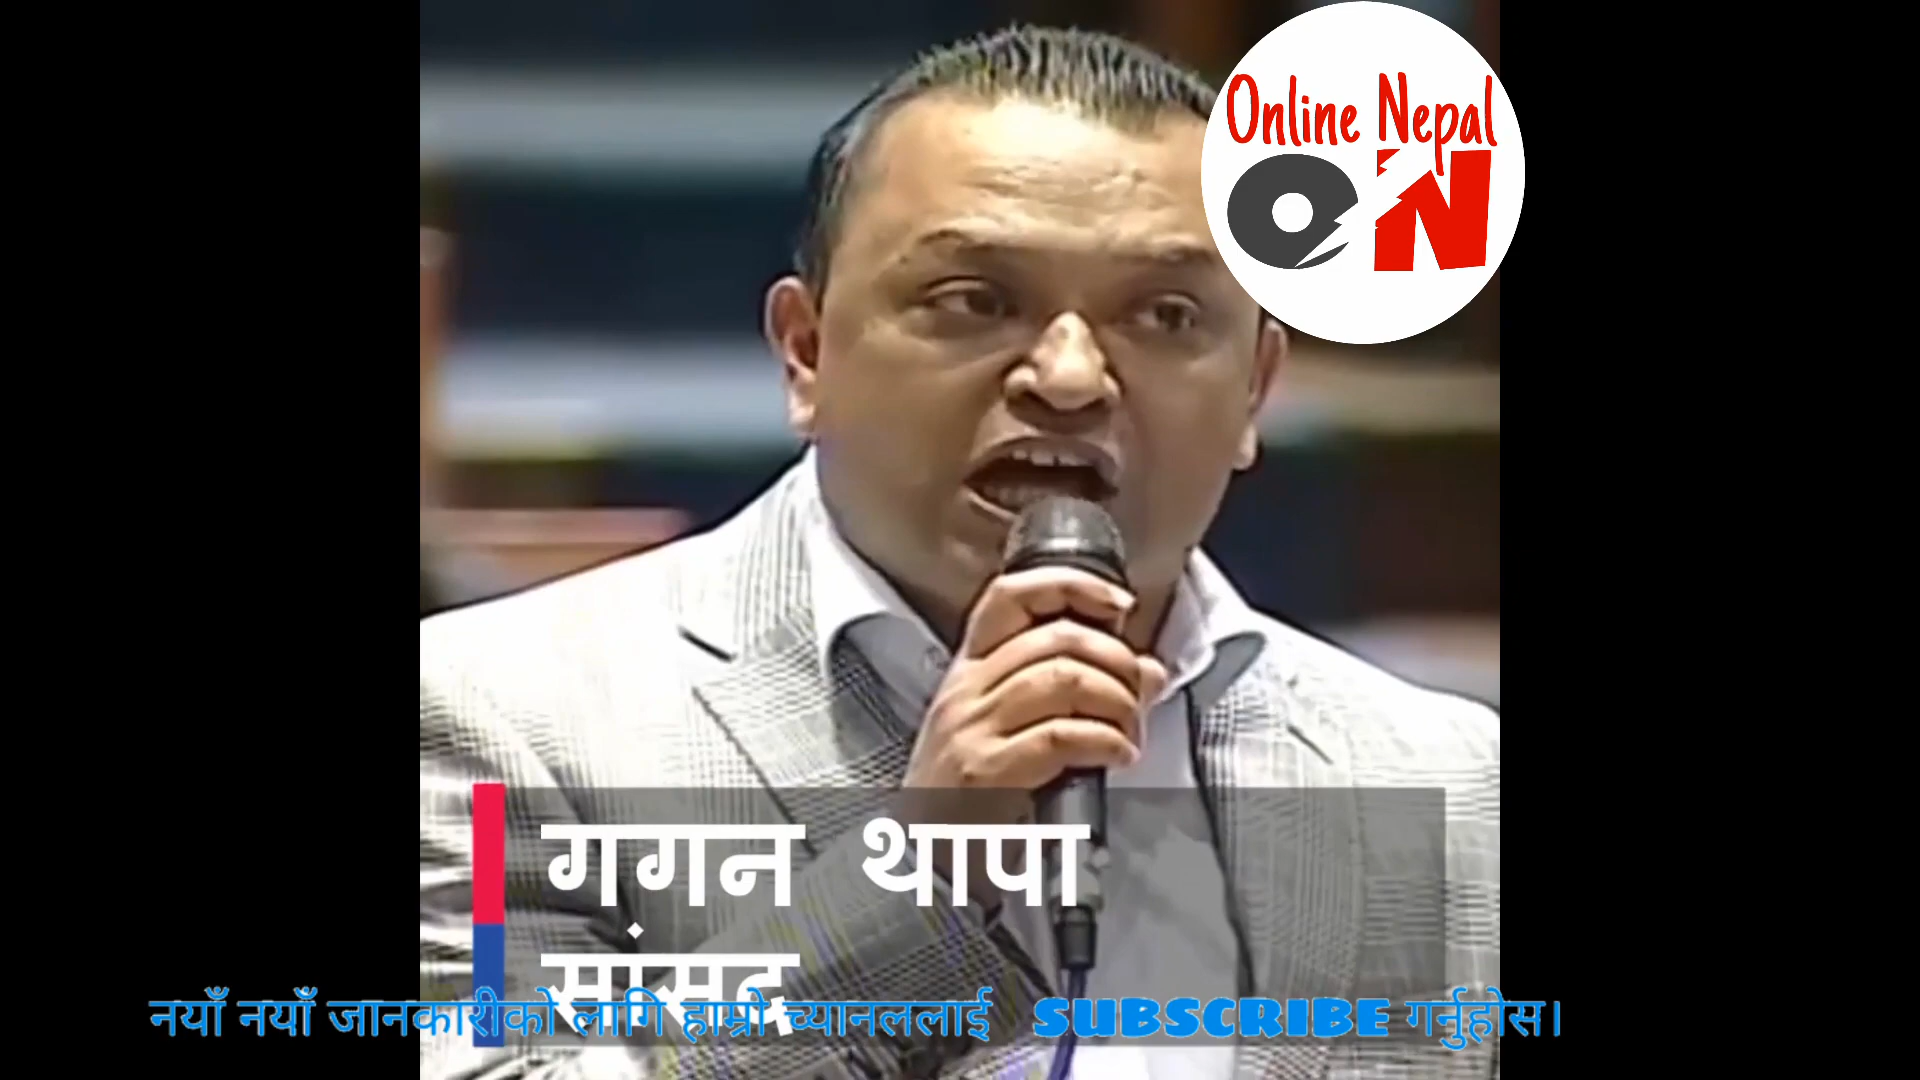 Online Nepal
ON
गगन थापा
सांसद
नयाँ नयाँ जानकारीको लागि हाम्रो च्यानललाई SUBSCRIBE गर्नुहोस।